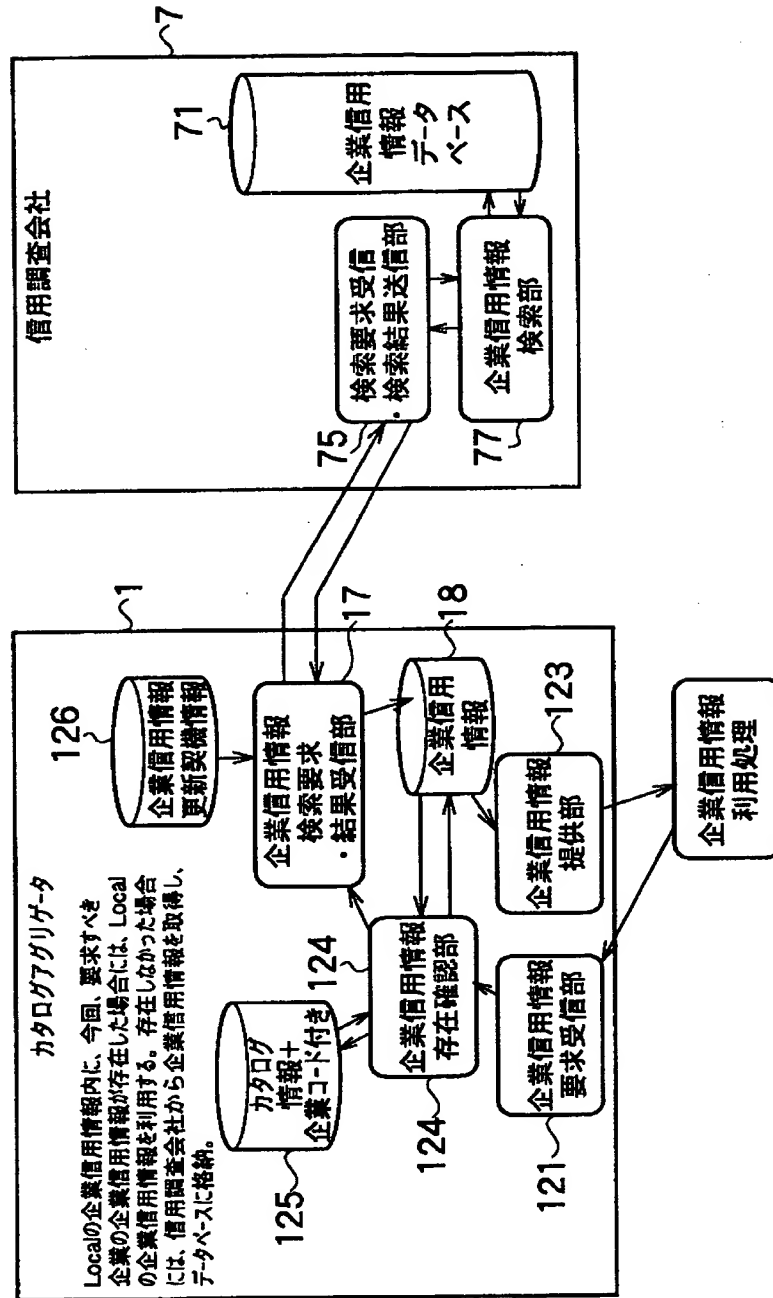 カタログアグリゲータ
1
Localの企業信用情報内に、今回、要求すべき
企業の企業信用情報が存在した場合には、Local
の企業信用情報を利用する。存在しなかった場合
には、信用調査会社から企業信用情報を取得し、
データベースに格納。
126
企業信用情報
更新契機情報
125
カタログ
情報+
企業コード付き
124
企業信用情報
存在確認部
124
企業信用情報
検索要求
・結果受信部
17
18
企業信用
情報
121
企業信用情報
要求受信部
123
企業信用情報
提供部
企業信用情報
利用処理
信用調査会社
7
75
検索要求受信
・検索結果送信部
71
企業信用
情報
データ
ベース
77
企業信用情報
検索部